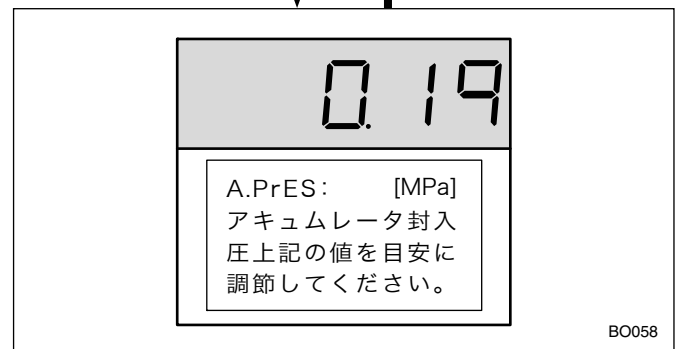 0.19
A.PrES: [MPa]
アキュムレータ封入
圧上記の値を目安に
調節してください。
BO058